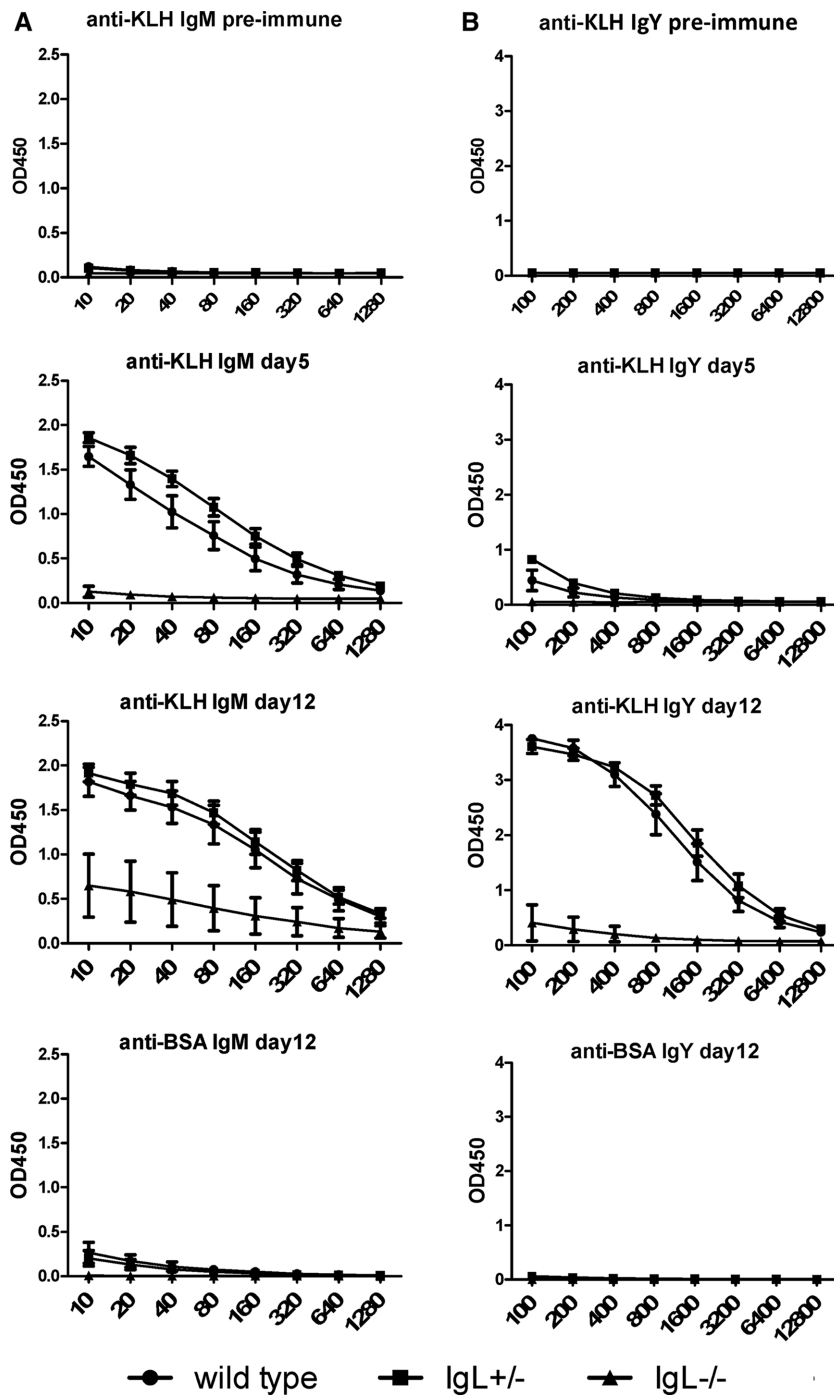 A
anti-KLH IgM pre-immune
2.5
2.0
1.5
1.0
0.5
0.0
OD450
10 20 40 80 160 320 640 1280
B
anti-KLH IgY pre-immune
4
3
2
1
0
OD450
100 200 400 800 1600 3200 6400 12800
anti-KLH IgM day5
2.5
2.0
1.5
1.0
0.5
0.0
OD450
10 20 40 80 160 320 640 1280
anti-KLH IgY day5
4
3
2
1
0
OD450
100 200 400 800 1600 3200 6400 12800
anti-KLH IgM day12
2.5
2.0
1.5
1.0
0.5
0.0
OD450
10 20 40 80 160 320 640 1280
anti-KLH IgY day12
4
3
2
1
0
OD450
100 200 400 800 1600 3200 6400 12800
anti-BSA IgM day12
2.5
2.0
1.5
1.0
0.5
0.0
OD450
10 20 40 80 160 320 640 1280
anti-BSA IgY day12
4
3
2
1
0
OD450
100 200 400 800 1600 3200 6400 12800
wild type IgL+/- IgL-/-